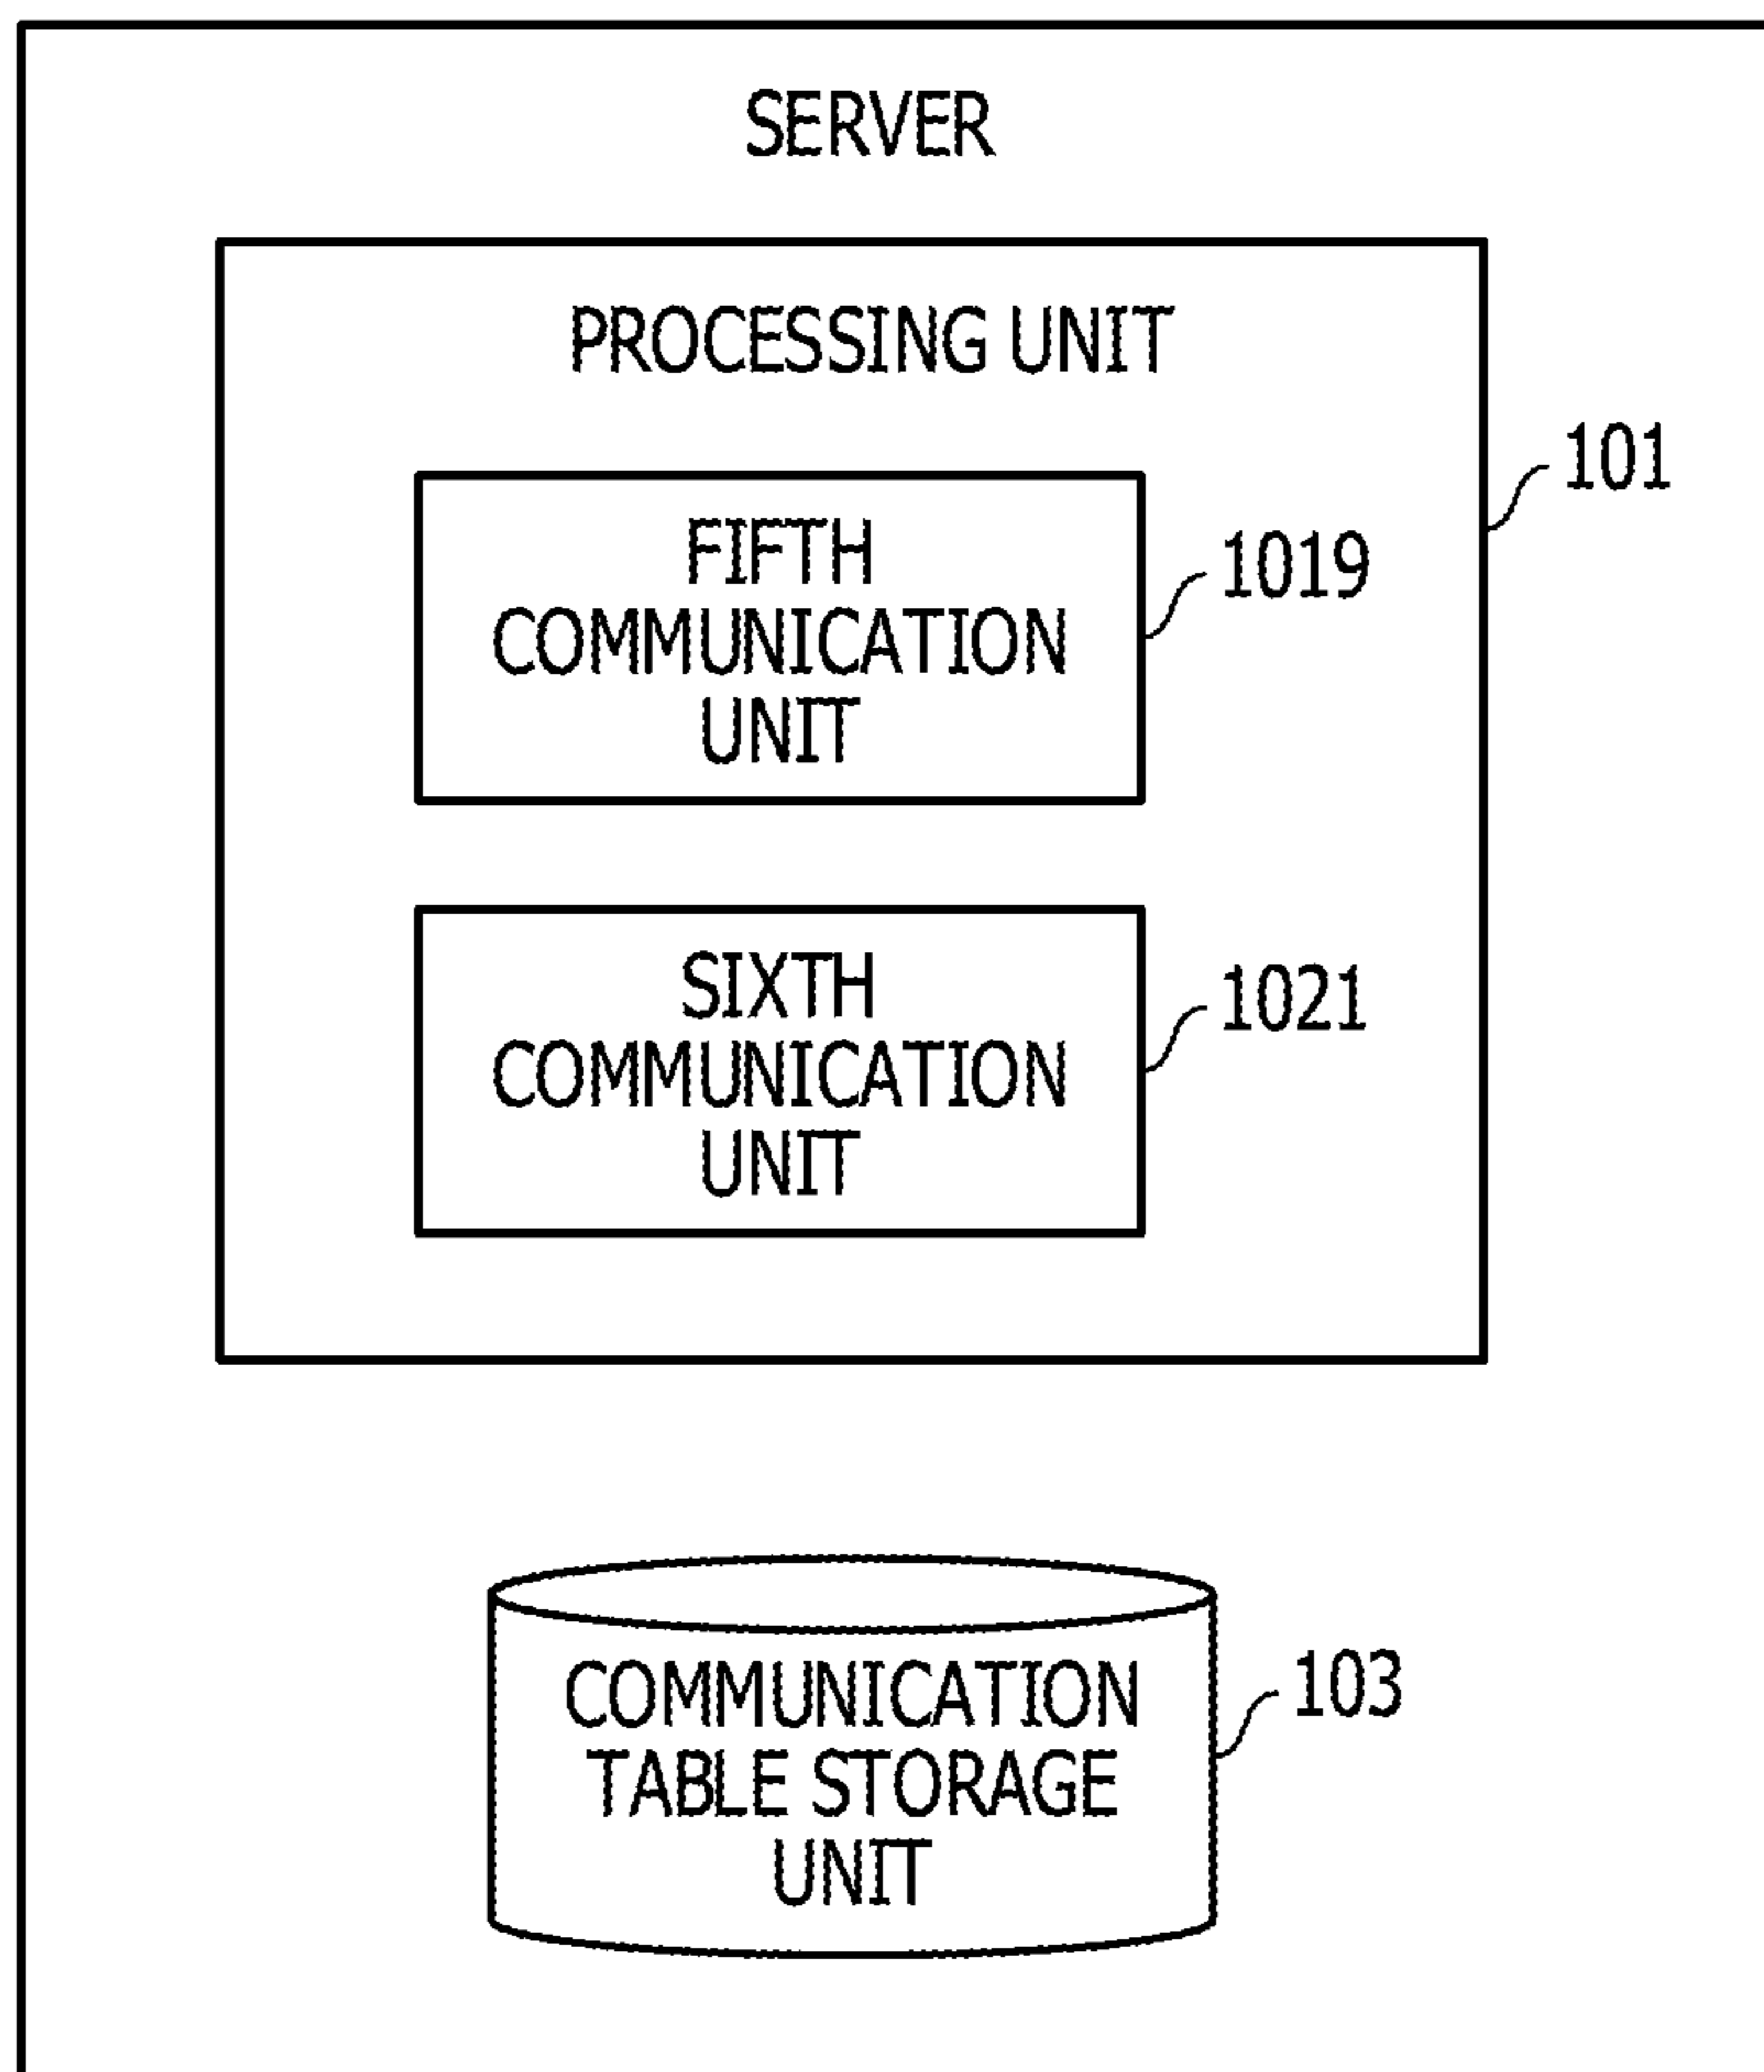 SERVER
PROCESSING UNIT
101
FIFTH
COMMUNICATION
UNIT
1019
SIXTH
COMMUNICATION
UNIT
1021
COMMUNICATION
TABLE STORAGE
UNIT
103